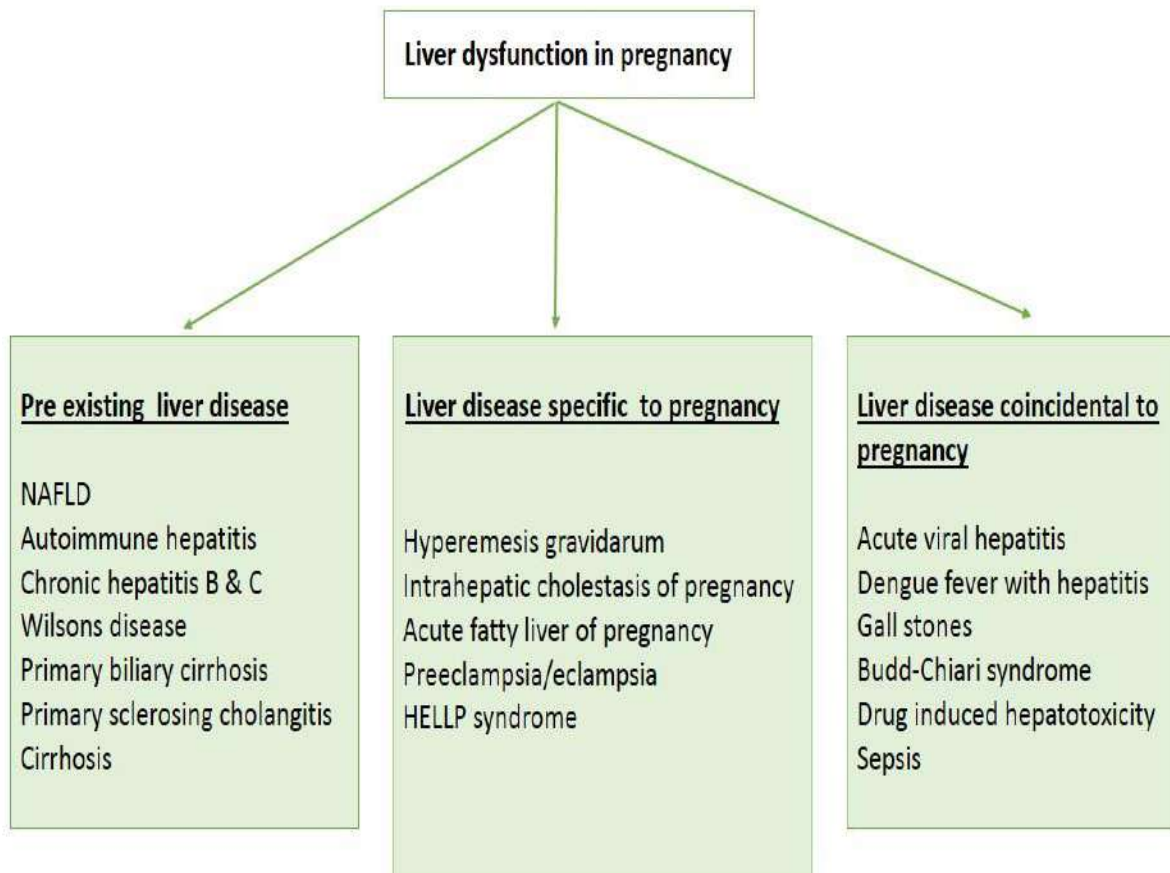 Liver dysfunction in pregnancy
Pre existing liver disease
NAFLD
Autoimmune hepatitis
Chronic hepatitis B & C
Wilsons disease
Primary biliary cirrhosis
Primary sclerosing cholangitis
Cirrhosis
Liver disease specific to pregnancy
Hyperemesis gravidarum
Intrahepatic cholestasis of pregnancy
Acute fatty liver of pregnancy
Preeclampsia/eclampsia
HELLP syndrome
Liver disease coincidental to
pregnancy
Acute viral hepatitis
Dengue fever with hepatitis
Gall stones
Budd-Chiari syndrome
Drug induced hepatotoxicity
Sepsis